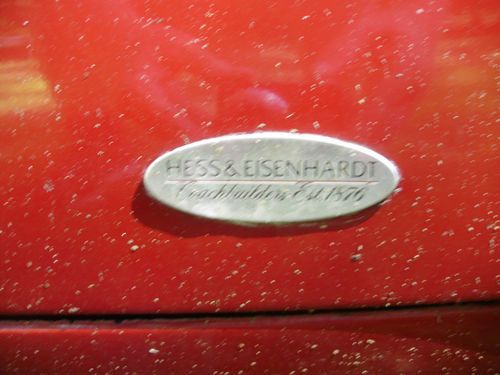 HESS & EISENHARDT
Coachbuilders Est. 1876